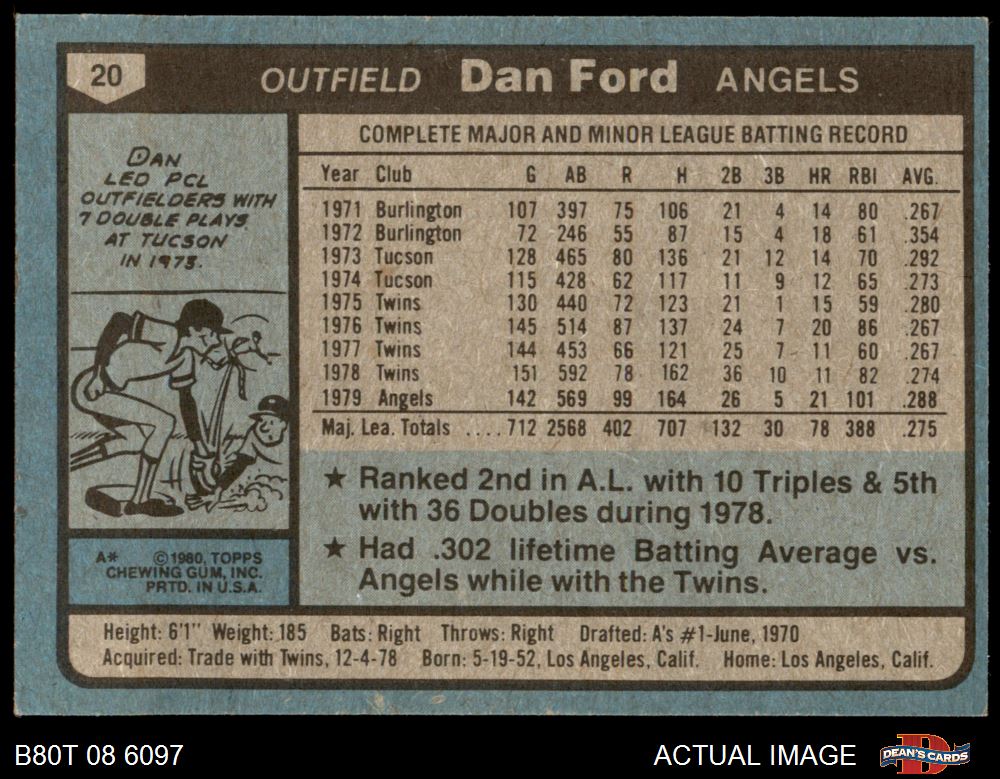 20 OUTFIELD Dan Ford ANGELS
DAN
LED PCL
OUTFIELDERS WITH
7 DOUBLE PLAYS
AT TUCSON
IN 1973.
COMPLETE MAJOR AND MINOR LEAGUE BATTING RECORD
Year Club G AB R H 2B 3B HR RBI AVG.
1971 Burlington 107 397 75 106 21 4 14 80 .267
1972 Burlington 72 246 55 87 15 4 18 61 .354
1973 Tucson 128 465 80 136 21 12 14 70 .292
1974 Tucson 115 428 62 117 11 9 12 65 .273
1975 Twins 130 440 72 123 21 1 15 59 .280
1976 Twins 145 514 87 137 24 7 20 86 .267
1977 Twins 144 453 66 121 25 7 11 60 .267
1978 Twins 151 592 78 162 36 10 11 82 .274
1979 Angels 142 569 99 164 26 5 21 101 .288
Maj. Lea. Totals ....712 2568 402 707 132 30 78 388 .275
★ Ranked 2nd in A.L. with 10 Triples & 5th
with 36 Doubles during 1978.
★ Had .302 lifetime Batting Average vs.
Angels while with the Twins.
A* ©1980, TOPPS
CHEWING GUM, INC.
PRTD. IN U.S.A.
Height: 6'1" Weight: 185 Bats: Right Throws: Right Drafted: A's #1-June, 1970
Acquired: Trade with Twins, 12-4-78 Born: 5-19-52, Los Angeles, Calif. Home: Los Angeles, Calif.
B80T 08 6097 ACTUAL IMAGE DEAN'S CARDS